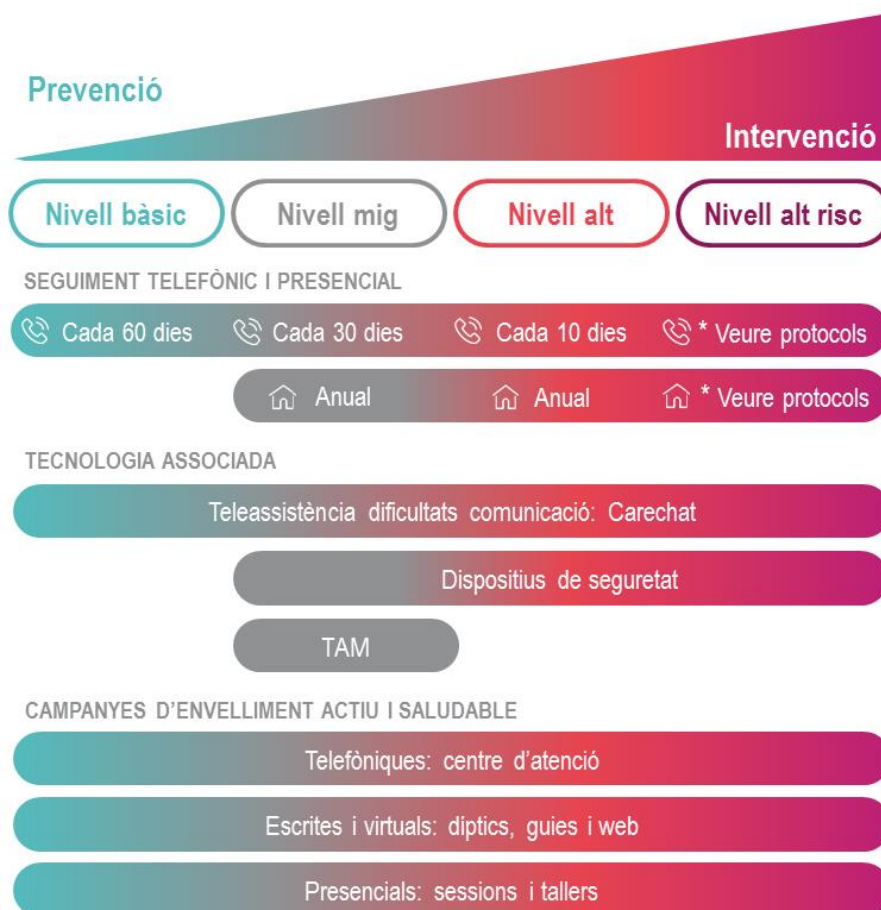 Prevenció
Intervenció
Nivell bàsic Nivell mig Nivell alt Nivell alt risc
SEGUIMENT TELEFÒNIC I PRESENCIAL
Cada 60 dies Cada 30 dies Cada 10 dies * Veure protocols
Anual Anual * Veure protocols
TECNOLOGIA ASSOCIADA
Teleassistència dificultats comunicació: Carechat
Dispositius de seguretat
TAM
CAMPANYES D'ENVELLIMENT ACTIU I SALUDABLE
Telefòniques: centre d'atenció
Escrites i virtuals: díptics, guies i web
Presencials: sessions i tallers